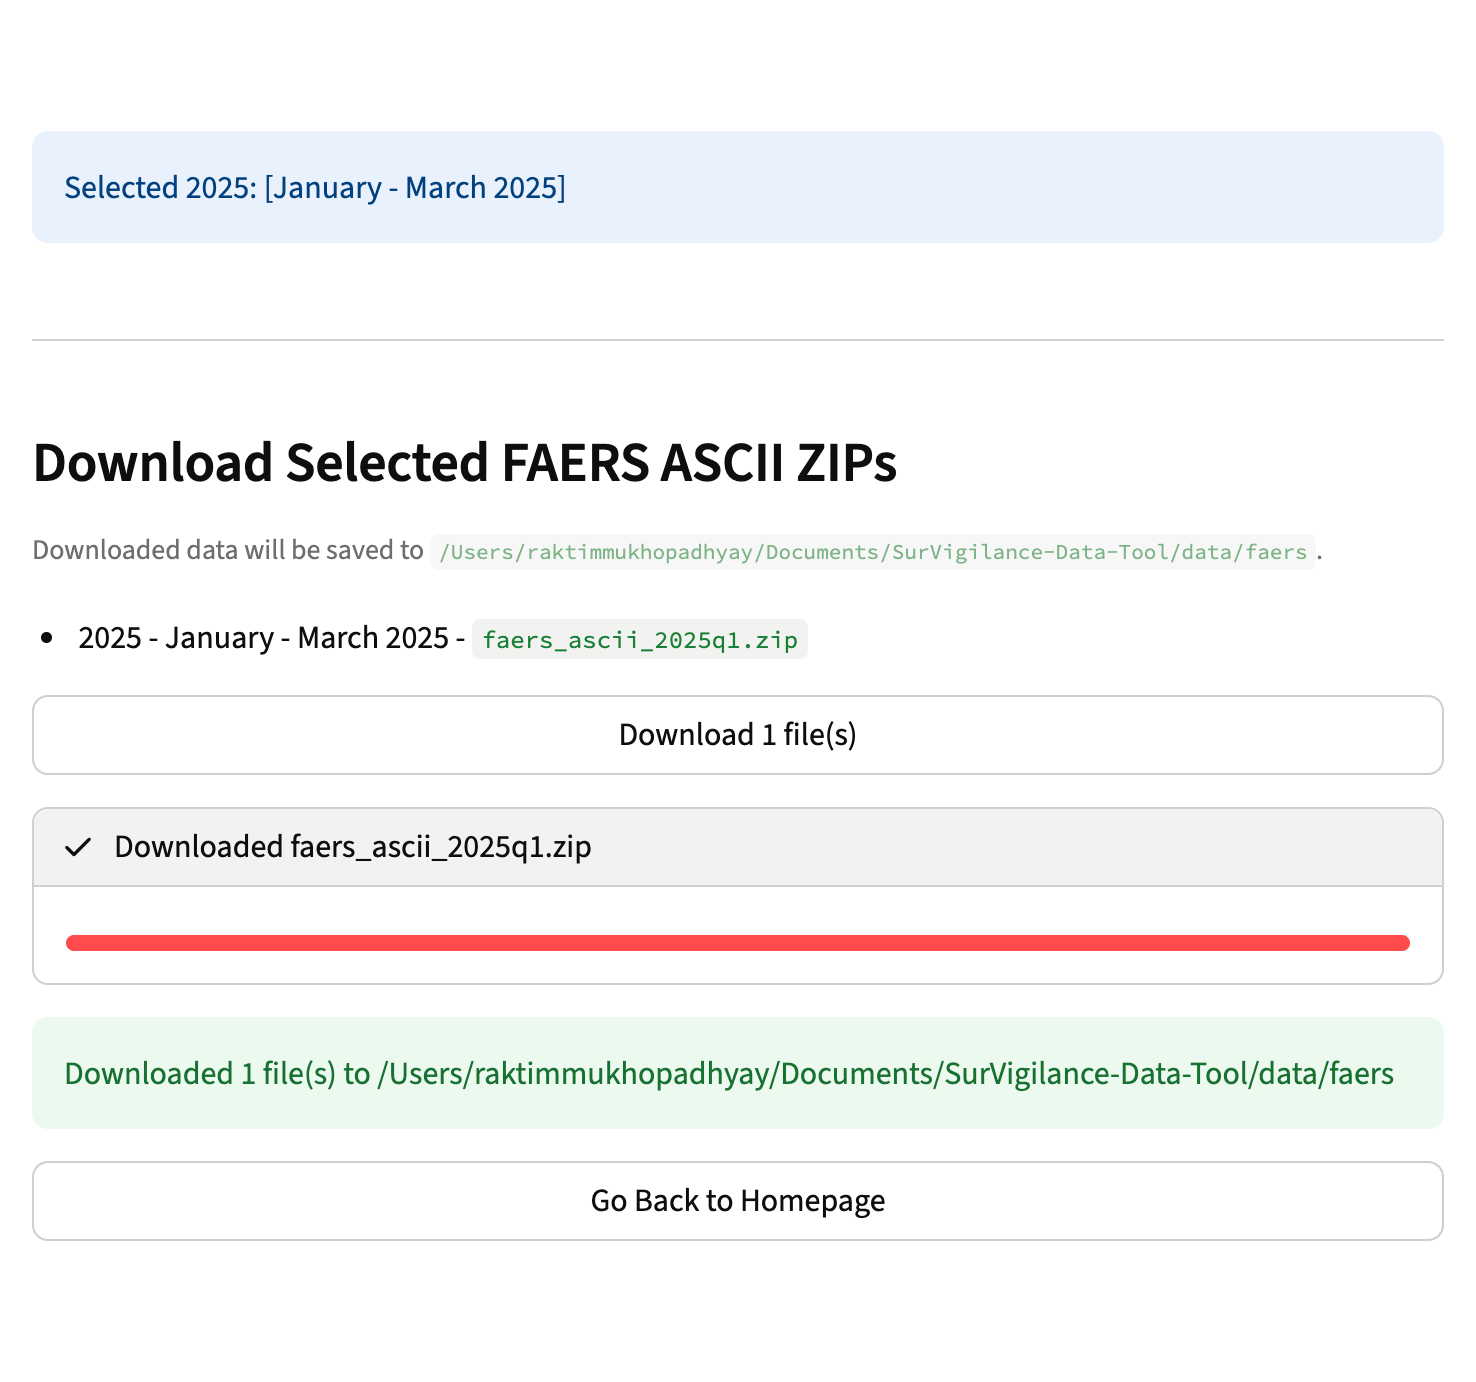 Selected 2025: [January - March 2025]
Download Selected FAERS ASCII ZIPs
Downloaded data will be saved to /Users/raktimmukhopadhyay/Documents/SurVigilance-Data-Tool/data/faers.
• 2025 - January - March 2025 - faers_ascii_2025q1.zip
Download 1 file(s)
Downloaded faers_ascii_2025q1.zip
Downloaded 1 file(s) to /Users/raktimmukhopadhyay/Documents/SurVigilance-Data-Tool/data/faers
Go Back to Homepage